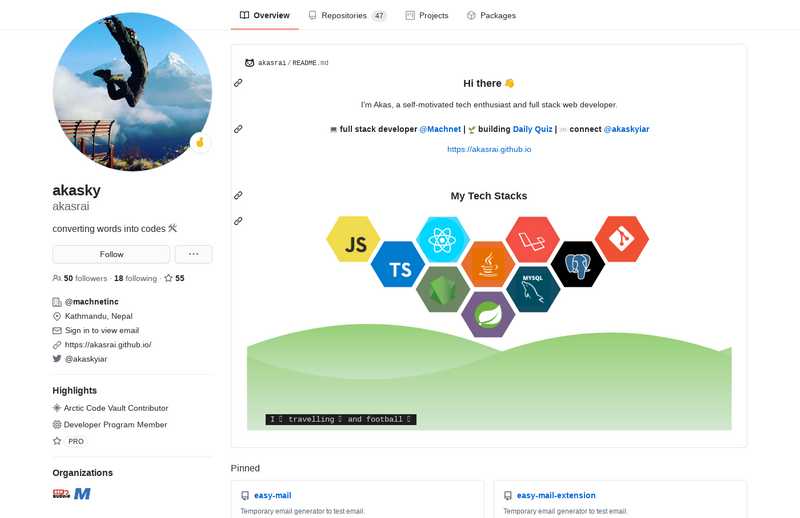 Overview
Repositories 47
Projects
Packages
akasrai / README.md
Hi there 👋
I'm Akas, a self-motivated tech enthusiast and full stack web developer.
💻 full stack developer @Machnet | 🌱 building Daily Quiz | connect @akaskyiar
https://akasrai.github.io
My Tech Stacks
JS
TS
MYSQL
I travelling and football
akasky
akasrai
converting words into codes 🛠
Follow
50 followers · 18 following · 55
@machnetinc
Kathmandu, Nepal
Sign in to view email
https://akasrai.github.io/
@akaskyiar
Highlights
Arctic Code Vault Contributor
Developer Program Member
PRO
Organizations
M
Pinned
easy-mail
Temporary email generator to test email.
easy-mail-extension
Temporary email generator to test email.